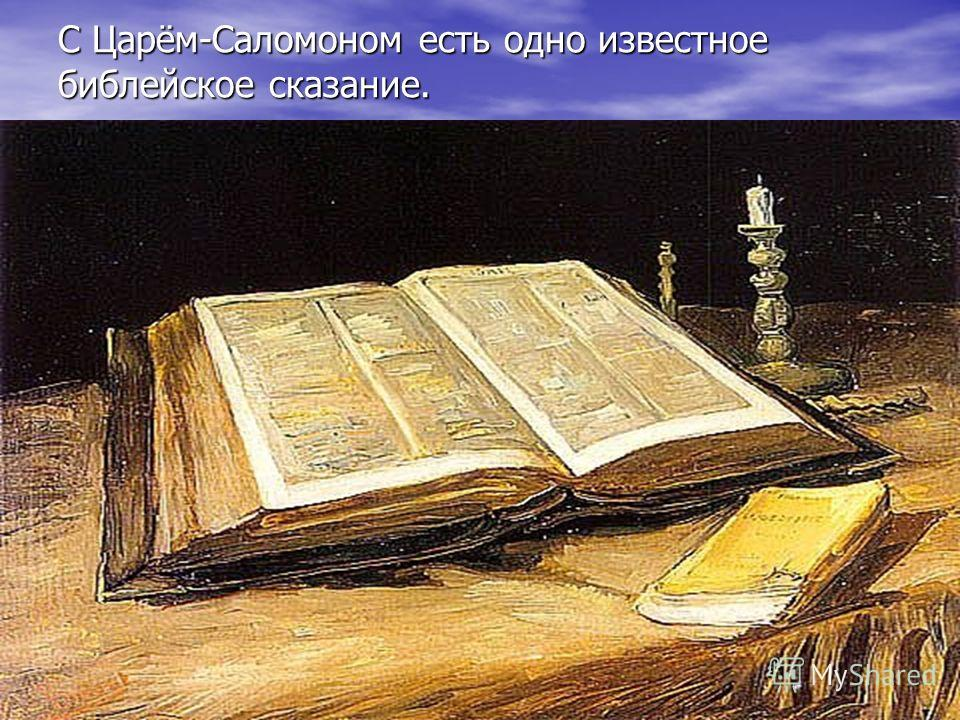 С Царём-Саломоном есть одно известное
библейское сказание.
MyShared